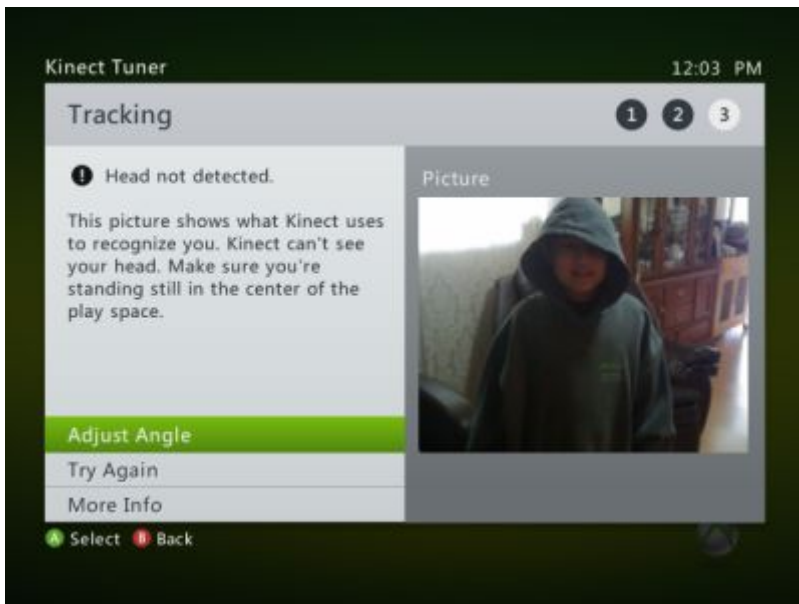 Kinect Tuner 12:03 PM
Tracking 1 2 3
! Head not detected.
This picture shows what Kinect uses
to recognize you. Kinect can't see
your head. Make sure you're
standing still in the center of the
play space.
Picture
Adjust Angle
Try Again
More Info
A Select B Back